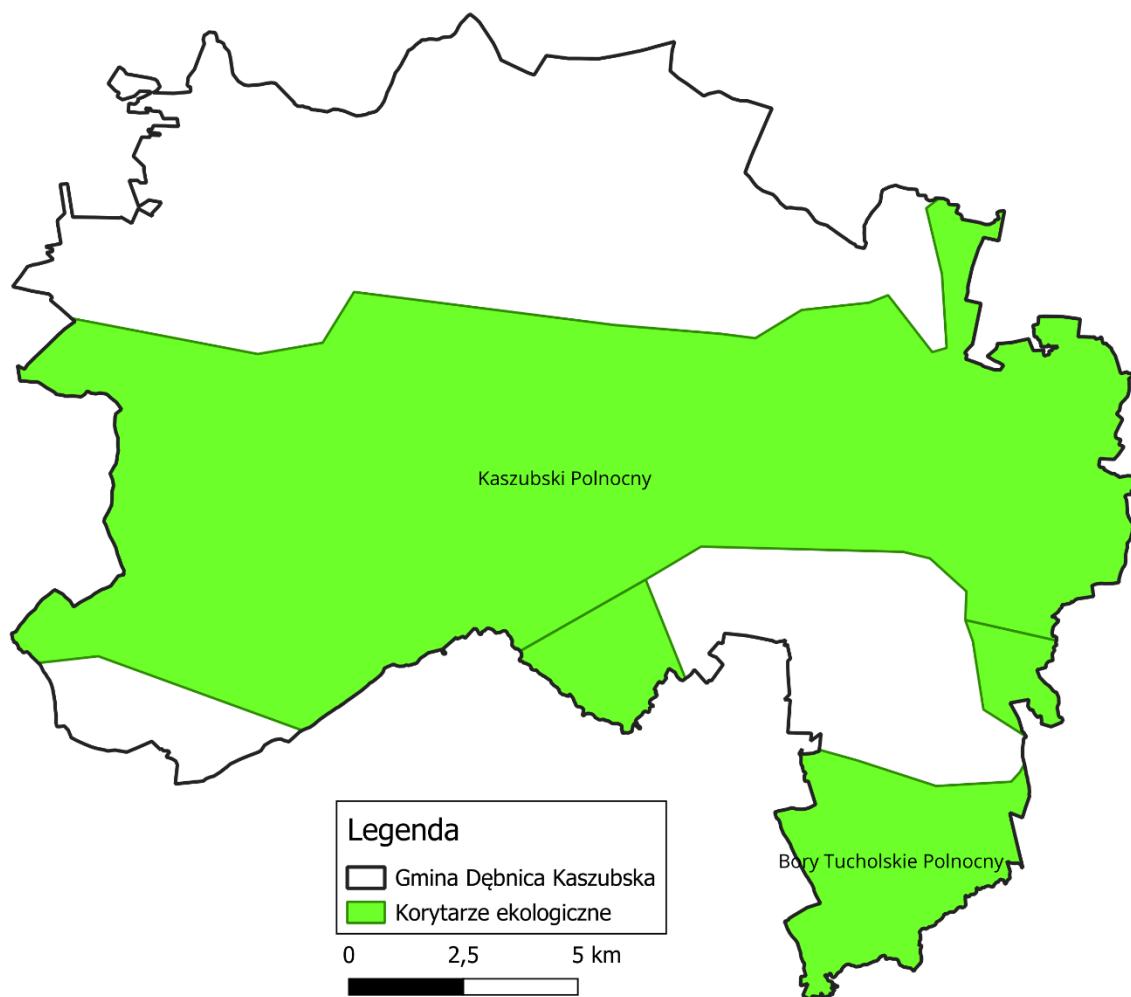 Kaszubski Polnocny
Bory Tucholskie Polnocny
Legenda
Gmina Dębnica Kaszubska
Korytarze ekologiczne
0 2,5 5 km